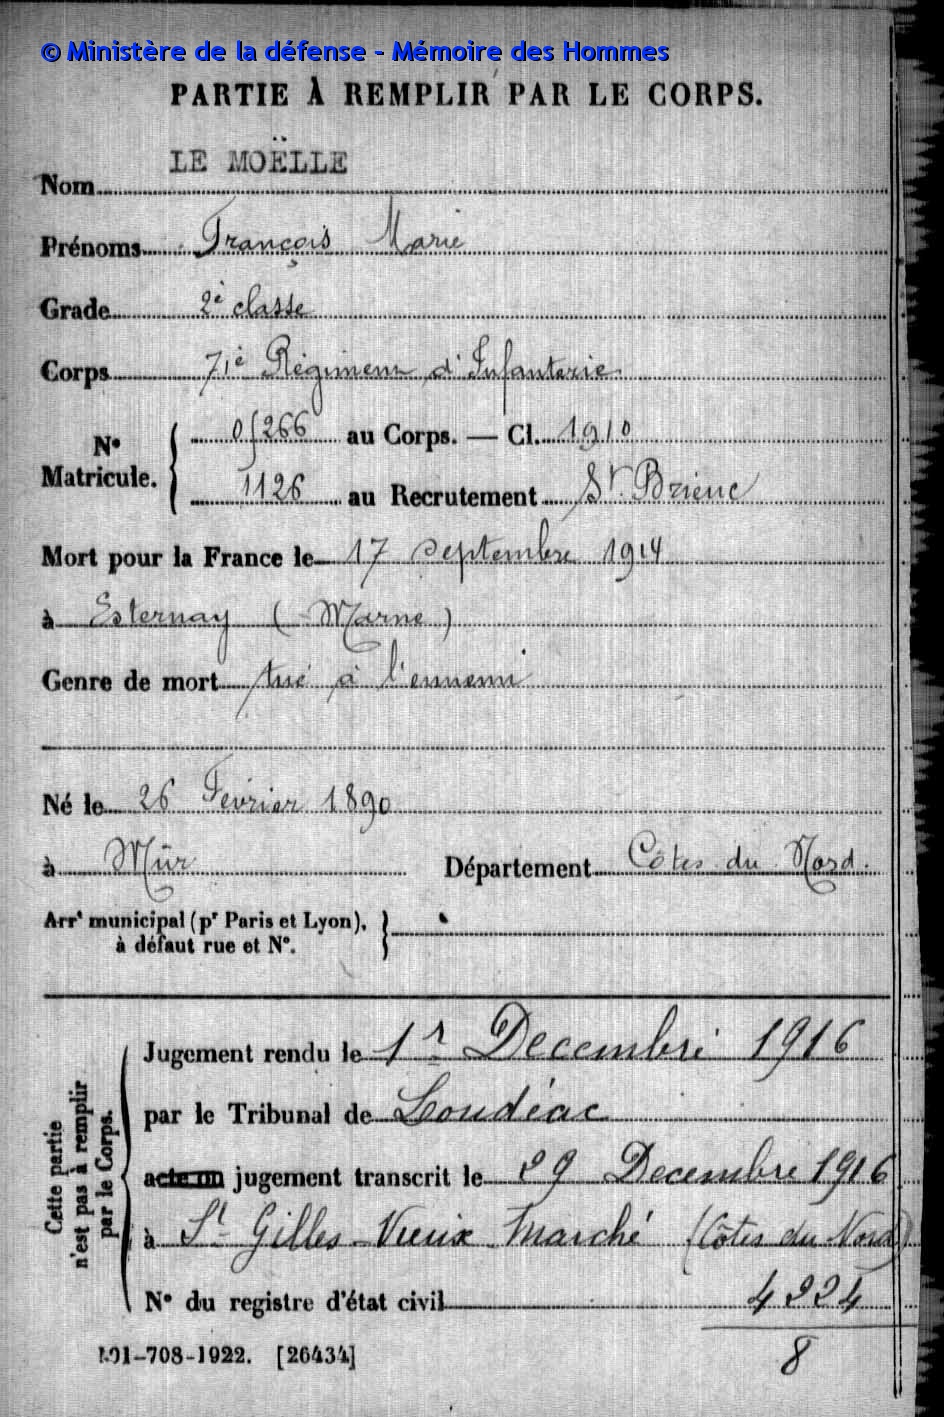 © Ministère de la défense - Mémoire des Hommes
PARTIE À REMPLIR PAR LE CORPS.
LE MOËLLE
Nom
Prénoms François Marie
Grade 2è classe
Corps 71è Régiment d'Infanterie
N° Matricule. { 0/266 au Corps. — Cl. 1910
1126 au Recrutement St. Brieuc
Mort pour la France le 17 septembre 1914
à Esternay (Marne)
Genre de mort tué à l'ennemi
Né le 26 Février 1890
à Mûr Département Côtes du Nord.
Arrt municipal (pr Paris et Lyon),
à défaut rue et N°. }
Cette partie
n'est pas à remplir
par le Corps.
Jugement rendu le 1r Decembre 1916
par le Tribunal de Loudéac
acte ou jugement transcrit le 29 Decembre 1916
à St Gilles-Vieux Marché (Côtes du Nord)
N° du registre d'état civil
4224
8
101-708-1922. [26434]